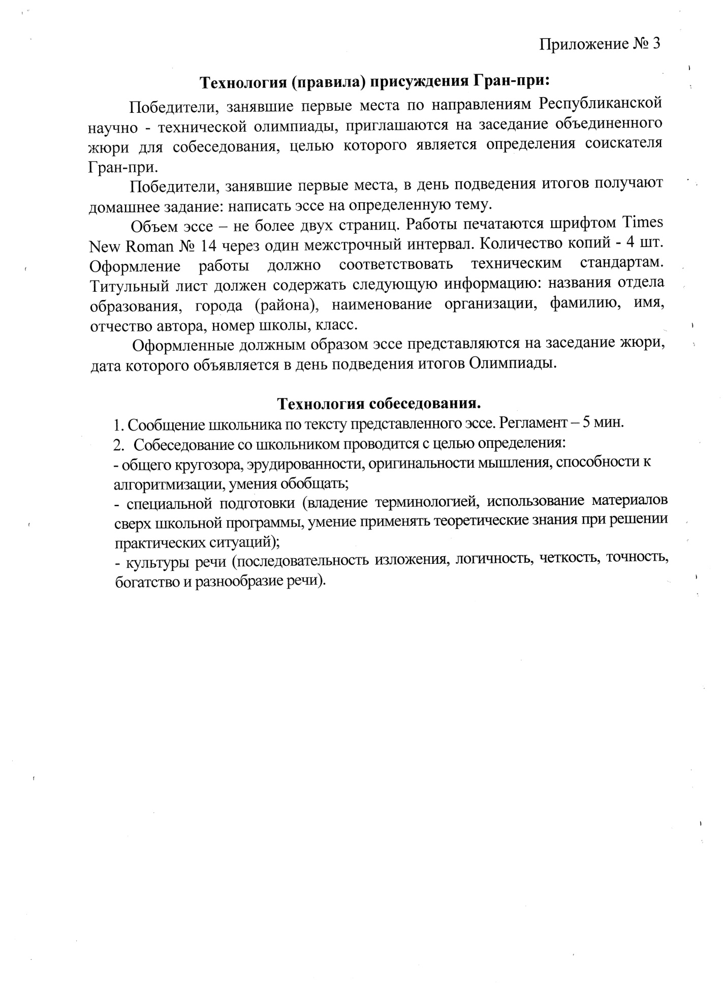 Приложение № 3
Технология (правила) присуждения Гран-при:
Победители, занявшие первые места по направлениям Республиканской
научно - технической олимпиады, приглашаются на заседание объединенного
жюри для собеседования, целью которого является определения соискателя
Гран-при.
Победители, занявшие первые места, в день подведения итогов получают
домашнее задание: написать эссе на определенную тему.
Объем эссе – не более двух страниц. Работы печатаются шрифтом Times
New Roman № 14 через один межстрочный интервал. Количество копий - 4 шт.
Оформление работы должно соответствовать техническим стандартам.
Титульный лист должен содержать следующую информацию: названия отдела
образования, города (района), наименование организации, фамилию, имя,
отчество автора, номер школы, класс.
Оформленные должным образом эссе представляются на заседание жюри,
дата которого объявляется в день подведения итогов Олимпиады.
Технология собеседования.
1. Сообщение школьника по тексту представленного эссе. Регламент – 5 мин.
2. Собеседование со школьником проводится с целью определения:
- общего кругозора, эрудированности, оригинальности мышления, способности к
алгоритмизации, умения обобщать;
- специальной подготовки (владение терминологией, использование материалов
сверх школьной программы, умение применять теоретические знания при решении
практических ситуаций);
- культуры речи (последовательность изложения, логичность, четкость, точность,
богатство и разнообразие речи).